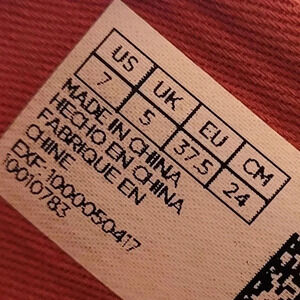 US UK EU CM
7 5 37.5 24
MADE IN CHINA
HECHO EN CHINA
FABRIQUE EN
CHINE
EXF: 1000050417
10010783